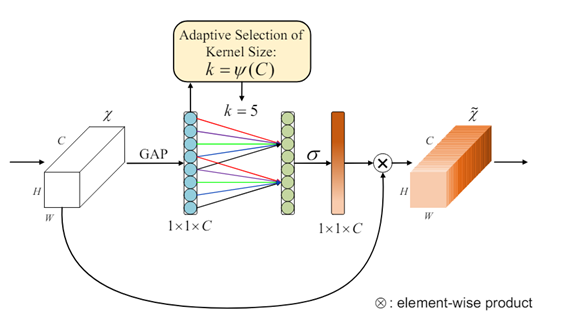 Adaptive Selection of
Kernel Size:
k = ψ(C)
k = 5
χ
C
H
W
GAP
1×1×C
σ
1×1×C
⊗
χ̃
C
H
W
⊗: element-wise product